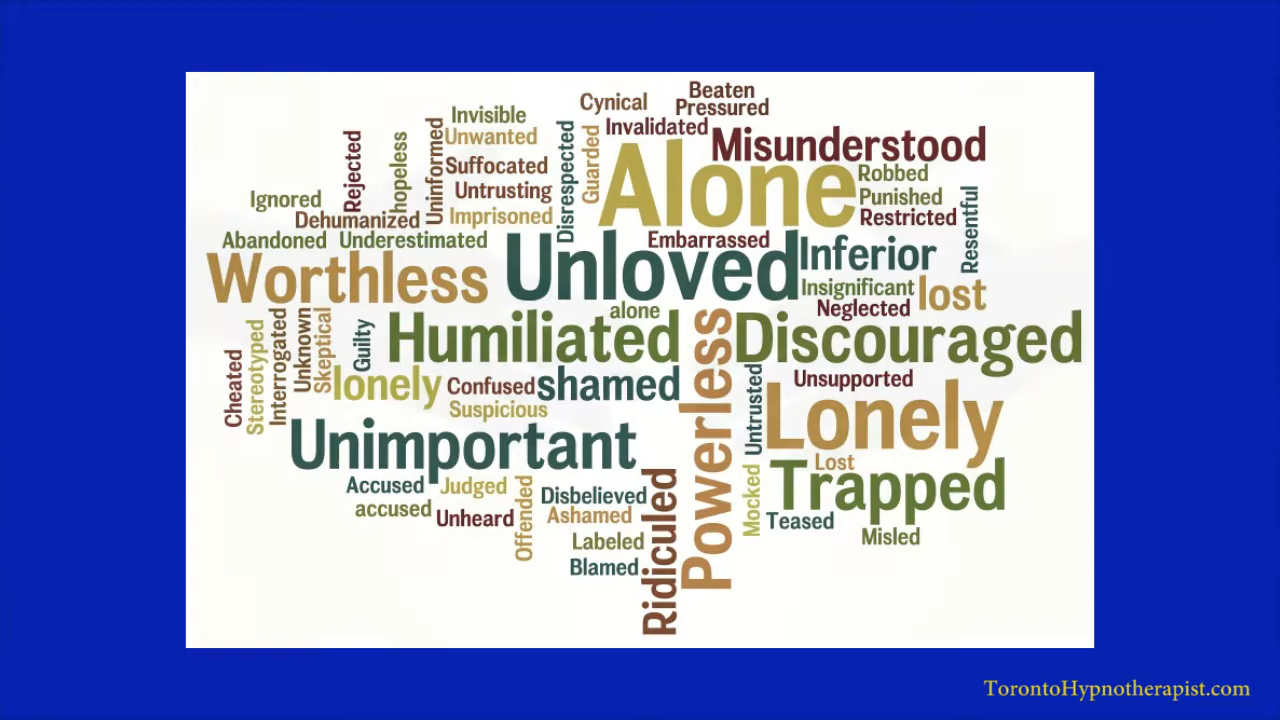 Beaten
Cynical
Pressured
Invisible
Invalidated
Misunderstood
Unwanted
Rejected
hopeless
Uninformed
Suffocated
Disrespected
Guarded
Alone
Robbed
Untrusting
Punished
Ignored
Dehumanized
Imprisoned
Restricted
Resentful
Abandoned
Underestimated
Embarrassed
Unloved
Inferior
Worthless
Insignificant
lost
Neglected
alone
Cheated
Stereotyped
Interrogated
Unknown
Skeptical
Guilty
Humiliated
Powerless
Discouraged
lonely
Confused
shamed
Unsupported
Suspicious
Untrusted
Lonely
Unimportant
Lost
Trapped
Accused
Judged
Offended
Disbelieved
Ridiculed
Mocked
accused
Unheard
Ashamed
Teased
Labeled
Misled
Blamed
TorontoHypnotherapist.com